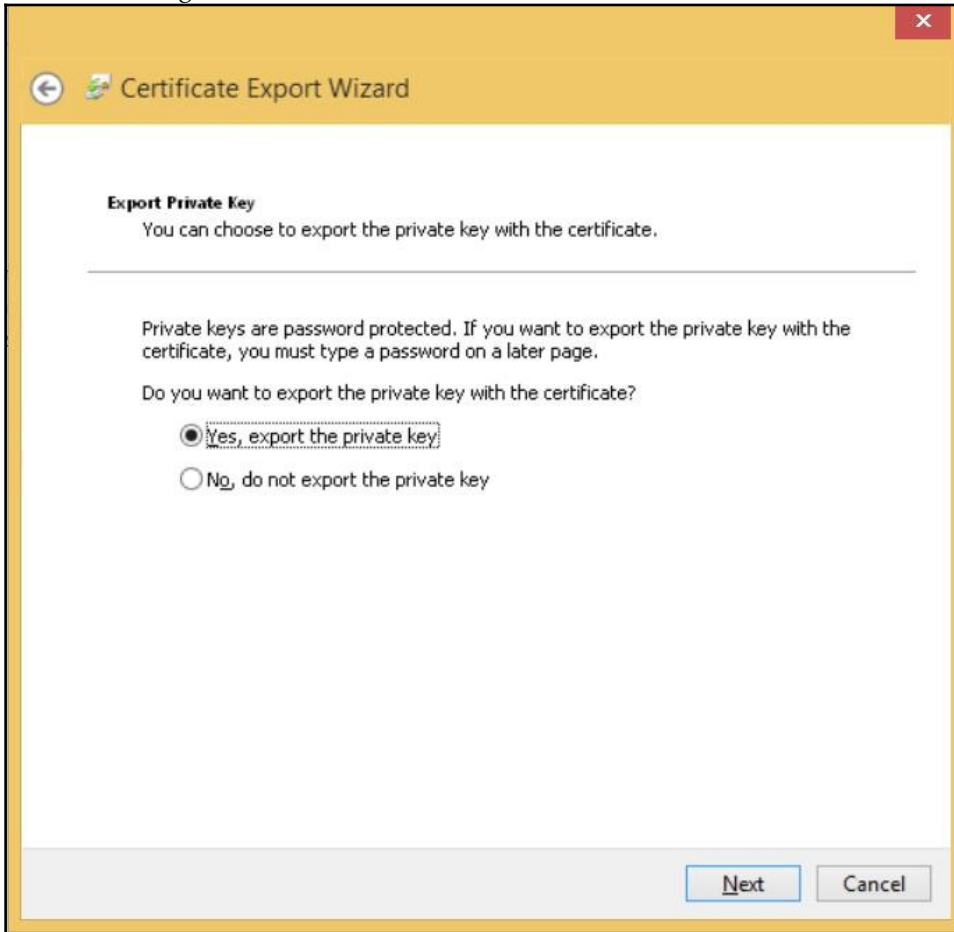 Certificate Export Wizard
Export Private Key
You can choose to export the private key with the certificate.
Private keys are password protected. If you want to export the private key with the
certificate, you must type a password on a later page.
Do you want to export the private key with the certificate?
Yes, export the private key
No, do not export the private key
Next
Cancel